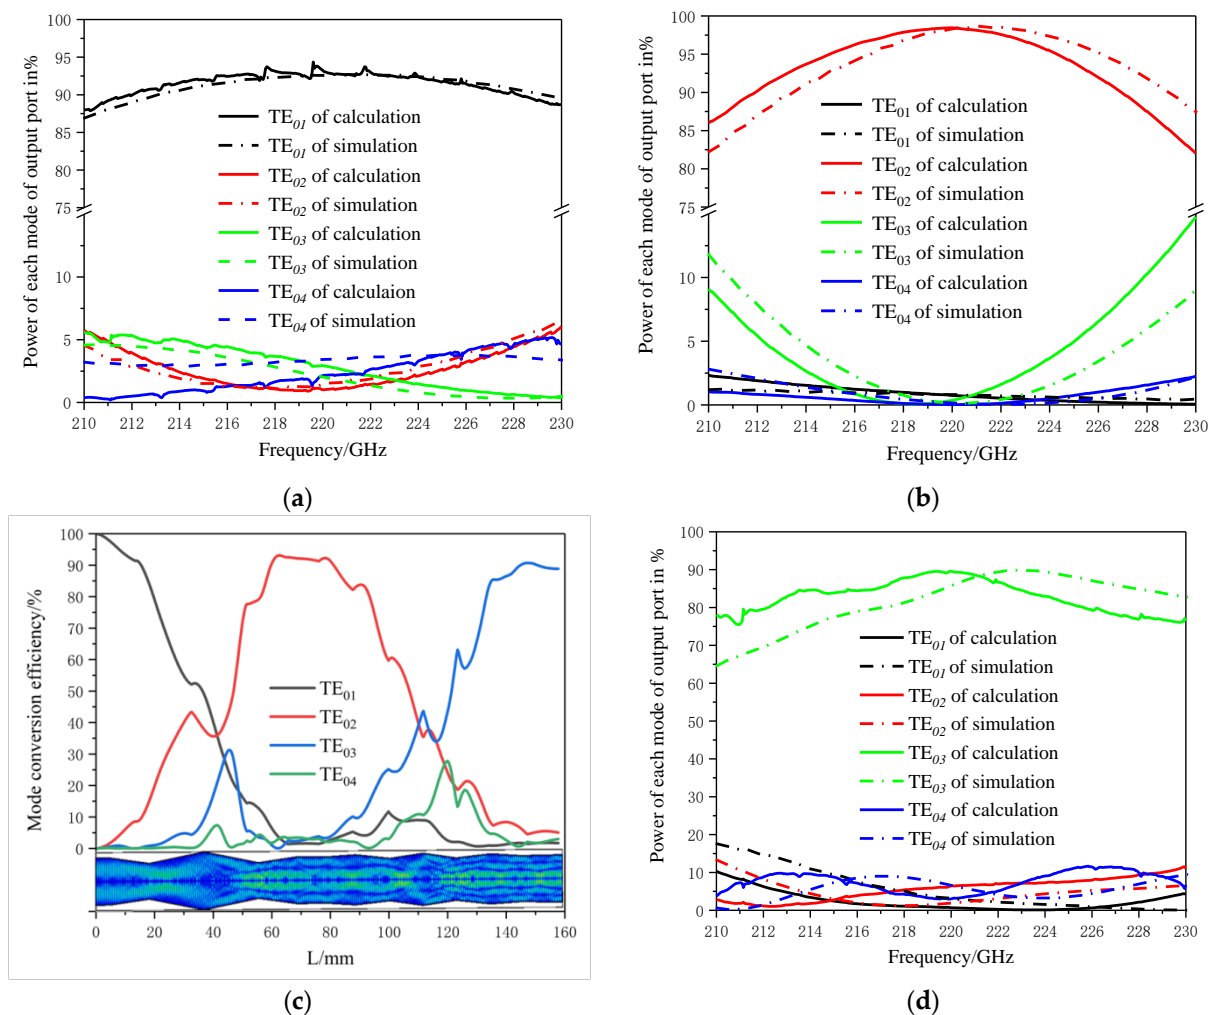 Power of each mode of output port in%
100
95
90
85
80
75
10
5
0
210 212 214 216 218 220 222 224 226 228 230
Frequency/GHz
TE01 of calculation
TE01 of simulation
TE02 of calculation
TE02 of simulation
TE03 of calculation
TE03 of simulation
TE04 of calculaion
TE04 of simulation
(a)
Power of each mode of output port in/%
100
95
90
85
80
75
10
5
0
210 212 214 216 218 220 222 224 226 228 230
Frequency/GHz
TE01 of calculation
TE01 of simulation
TE02 of calculation
TE02 of simulation
TE03 of calculation
TE03 of simulation
TE04 of calculation
TE04 of simulation
(b)
Mode conversion efficiency/%
100
90
80
70
60
50
40
30
20
10
0
0 20 40 60 80 100 120 140 160
L/mm
TE01
TE02
TE03
TE04
(c)
Power of each mode of output port in %
100
90
80
70
60
50
40
30
20
10
0
210 212 214 216 218 220 222 224 226 228 230
Frequency/GHz
TE01 of calculation
TE01 of simulation
TE02 of calculation
TE02 of simulation
TE03 of calculation
TE03 of simulation
TE04 of calculation
TE04 of simulation
(d)